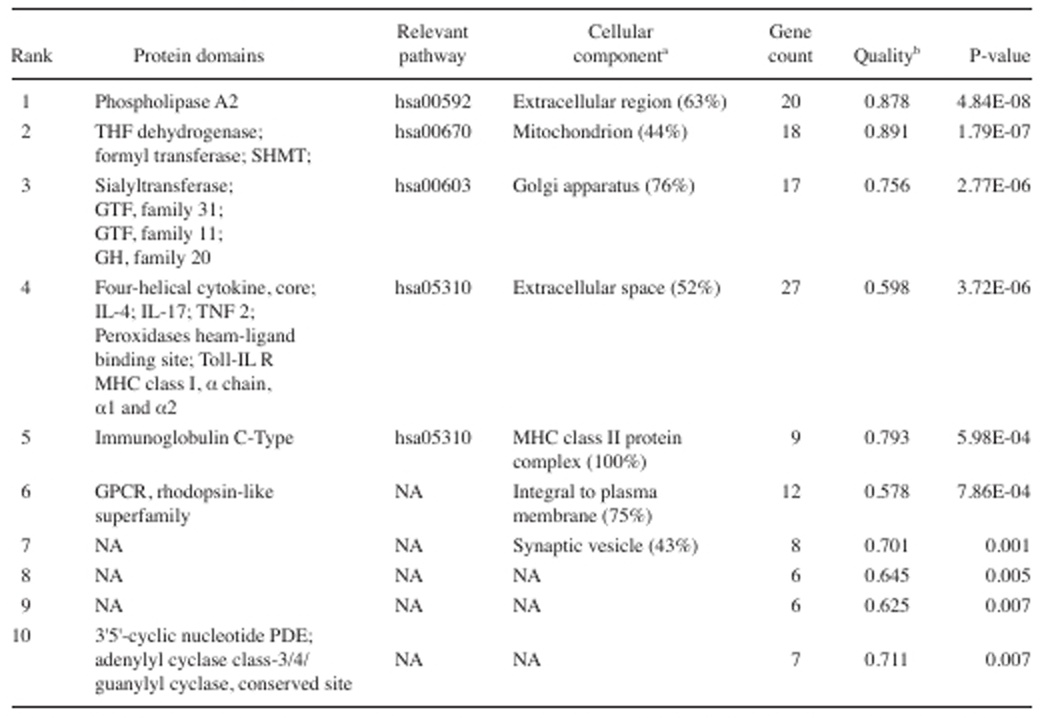 Rank Protein domains Relevant pathway Cellular componentᵃ Gene count Qualityᵇ P-value
1 Phospholipase A2 hsa00592 Extracellular region (63%) 20 0.878 4.84E-08
2 THF dehydrogenase; hsa00670 Mitochondrion (44%) 18 0.891 1.79E-07
formyl transferase; SHMT;
3 Sialyltransferase; hsa00603 Golgi apparatus (76%) 17 0.756 2.77E-06
GTF, family 31;
GTF, family 11;
GH, family 20
4 Four-helical cytokine, core; hsa05310 Extracellular space (52%) 27 0.598 3.72E-06
IL-4; IL-17; TNF 2;
Peroxidases heam-ligand
binding site; Toll-IL R
MHC class I, α chain,
α1 and α2
5 Immunoglobulin C-Type hsa05310 MHC class II protein 9 0.793 5.98E-04
complex (100%)
6 GPCR, rhodopsin-like NA Integral to plasma 12 0.578 7.86E-04
superfamily membrane (75%)
7 NA NA Synaptic vesicle (43%) 8 0.701 0.001
8 NA NA NA 6 0.645 0.005
9 NA NA NA 6 0.625 0.007
10 3'5'-cyclic nucleotide PDE;
adenylyl cyclase class-3/4/ NA NA 7 0.711 0.007
guanylyl cyclase, conserved site